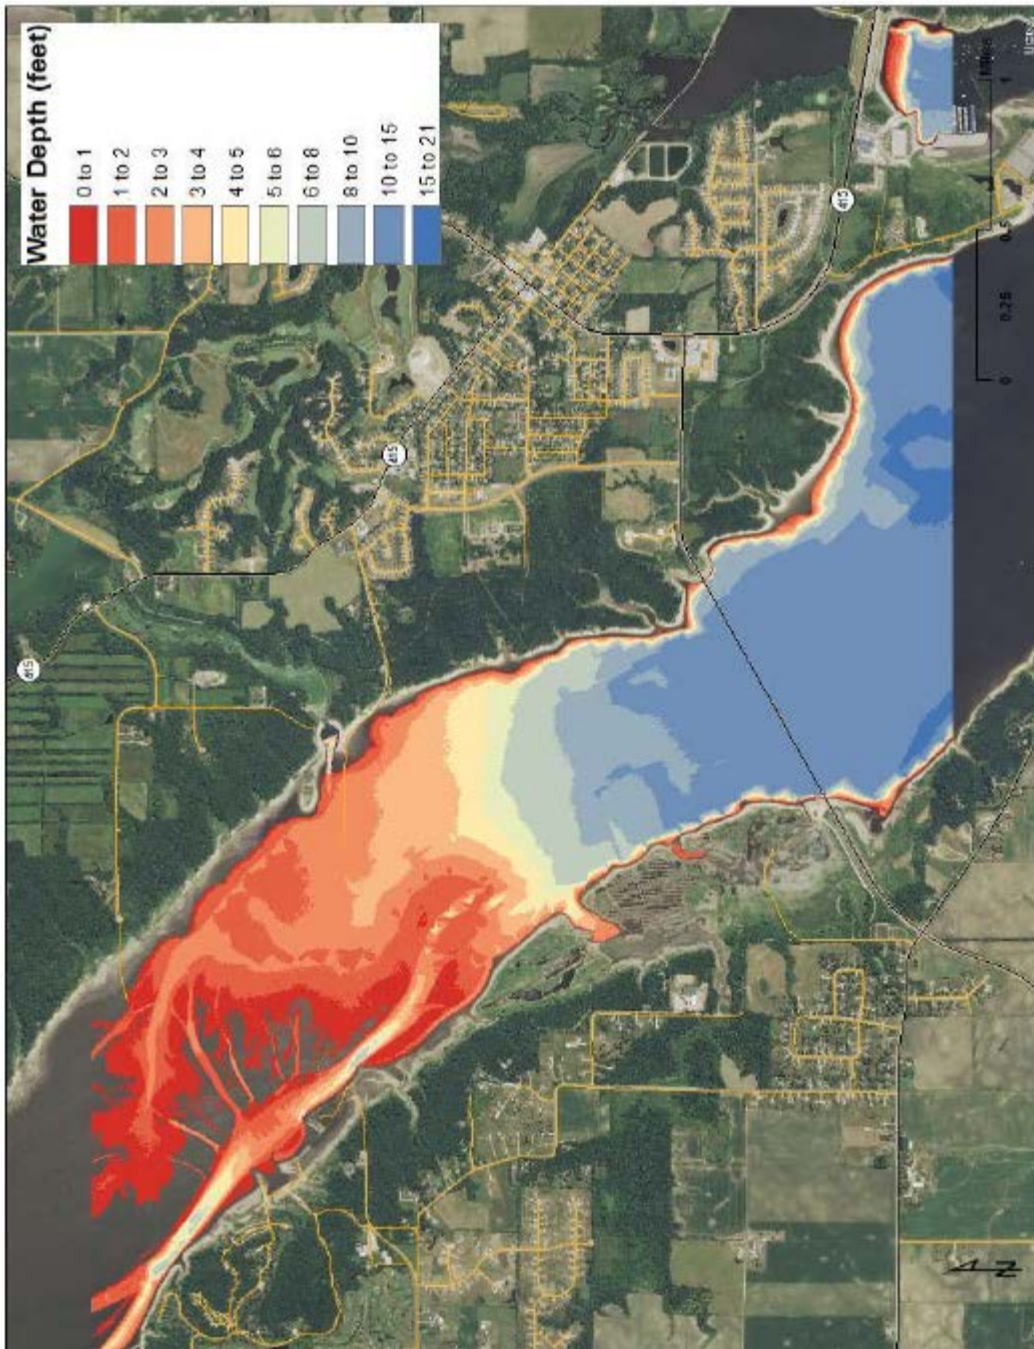 Water Depth (feet)
0 to 1
1 to 2
2 to 3
3 to 4
4 to 5
5 to 6
6 to 8
8 to 10
10 to 15
15 to 21
415
415
415
0
0.25
0.5
1
Miles
N